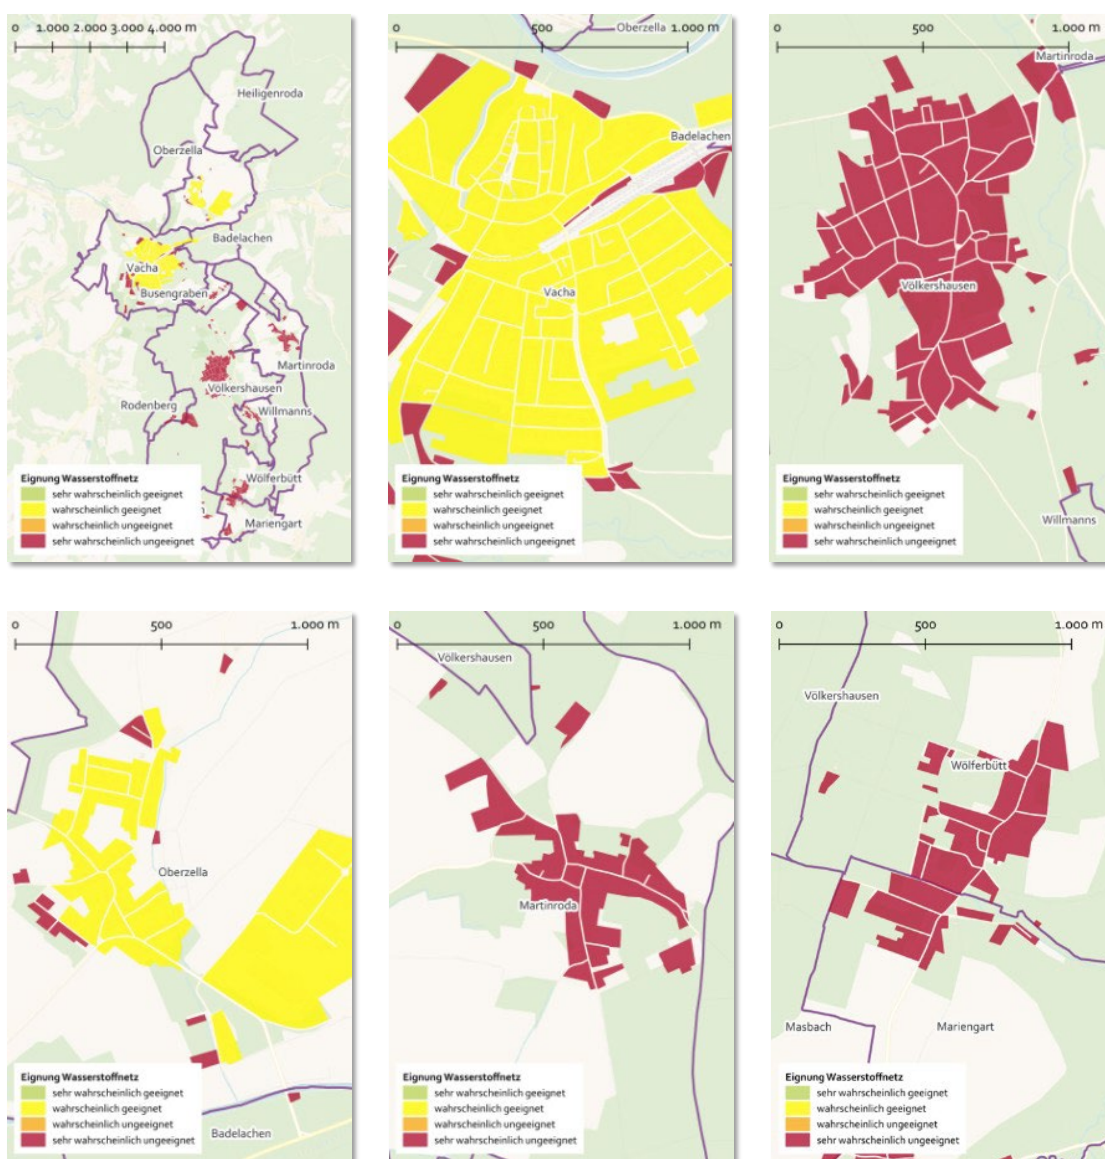 0 1.000 2.000 3.000 4.000 m
Heiligenroda
Oberzella
Badelachen
Vacha
Busengraben
Martinroda
Völkershausen
Rodenberg
Willmanns
Wölferbütt
Mariengart
Eignung Wasserstoffnetz
sehr wahrscheinlich geeignet
wahrscheinlich geeignet
wahrscheinlich ungeeignet
sehr wahrscheinlich ungeeignet
0 500 1.000 m
Oberzella
Badelachen
Vacha
Eignung Wasserstoffnetz
sehr wahrscheinlich geeignet
wahrscheinlich geeignet
wahrscheinlich ungeeignet
sehr wahrscheinlich ungeeignet
0 500 1.000 m
Martinroda
Völkershausen
Willmanns
Eignung Wasserstoffnetz
sehr wahrscheinlich geeignet
wahrscheinlich geeignet
wahrscheinlich ungeeignet
sehr wahrscheinlich ungeeignet
0 500 1.000 m
Oberzella
Badelachen
Eignung Wasserstoffnetz
sehr wahrscheinlich geeignet
wahrscheinlich geeignet
wahrscheinlich ungeeignet
sehr wahrscheinlich ungeeignet
0 500 1.000 m
Völkershausen
Martinroda
Eignung Wasserstoffnetz
sehr wahrscheinlich geeignet
wahrscheinlich geeignet
wahrscheinlich ungeeignet
sehr wahrscheinlich ungeeignet
0 500 1.000 m
Völkershausen
Wölferbütt
Masbach
Mariengart
Eignung Wasserstoffnetz
sehr wahrscheinlich geeignet
wahrscheinlich geeignet
wahrscheinlich ungeeignet
sehr wahrscheinlich ungeeignet